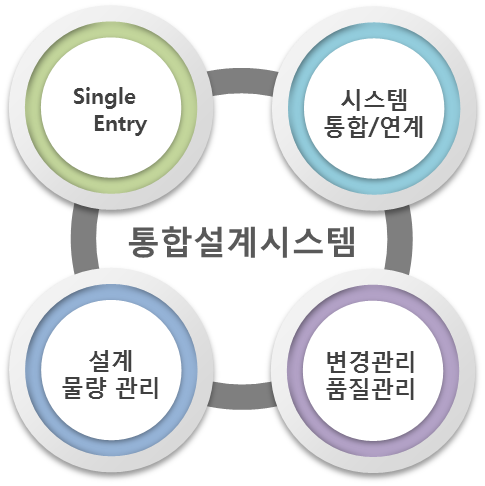 Single
Entry
시스템
통합/연계
통합설계시스템
설계
물량 관리
변경관리
품질관리